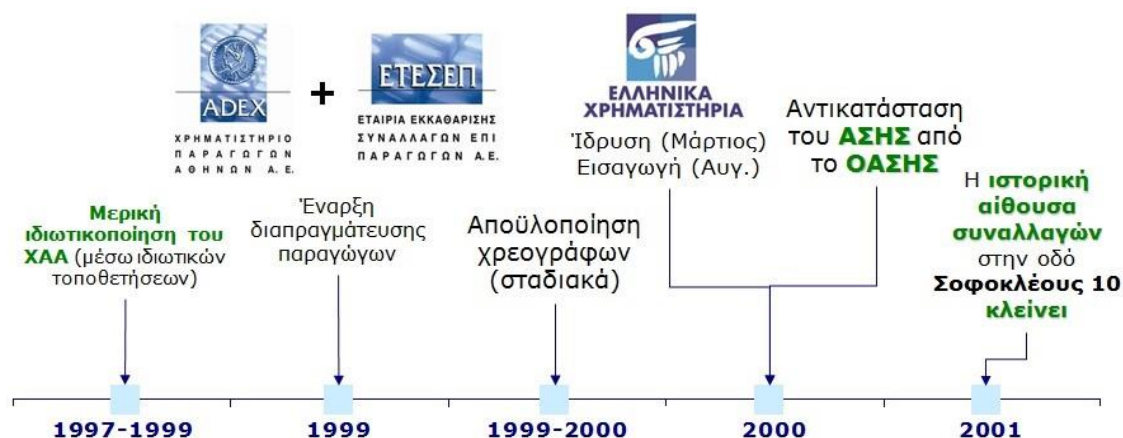 ADEX
ΧΡΗΜΑΤΙΣΤΗΡΙΟ
ΠΑΡΑΓΩΓΩΝ
ΑΘΗΝΩΝ Α.Ε.
+
ΕΤΕΣΕΠ
ΕΤΑΙΡΙΑ ΕΚΚΑΘΑΡΙΣΗΣ
ΣΥΝΑΛΛΑΓΩΝ ΕΠΙ
ΠΑΡΑΓΩΓΩΝ Α.Ε.
ΕΛΛΗΝΙΚΑ
ΧΡΗΜΑΤΙΣΤΗΡΙΑ
Ίδρυση (Μάρτιος)
Εισαγωγή (Αυγ.)
Αντικατάσταση
του ΑΣΗΣ από
το ΟΑΣΗΣ
Μερική
ιδιωτικοποίηση του
ΧΑΑ (μέσω ιδιωτικών
τοποθετήσεων)
Έναρξη
διαπραγμάτευσης
παραγώγων
Αποϋλοποίηση
χρεογράφων
(σταδιακά)
Η ιστορική
αίθουσα
συναλλαγών
στην οδό
Σοφοκλέους 10
κλείνει
1997-1999
1999
1999-2000
2000
2001